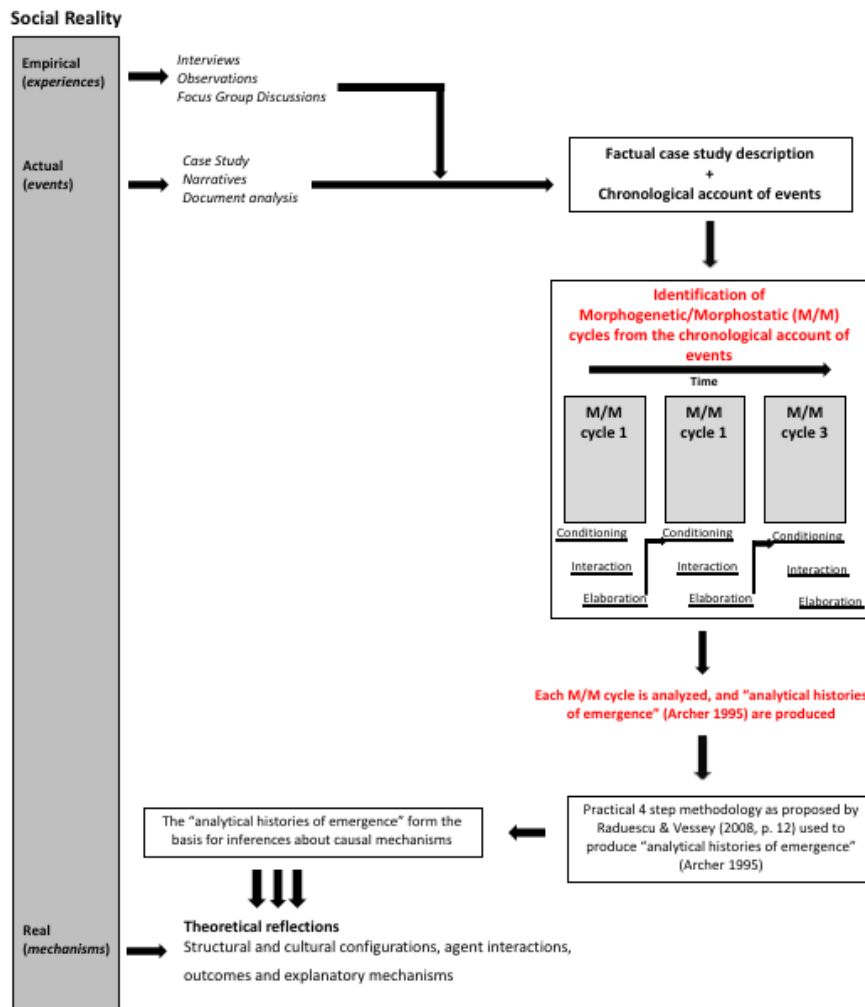 Social Reality
Empirical
(experiences)
Interviews
Observations
Focus Group Discussions
Actual
(events)
Case Study
Narratives
Document analysis
Factual case study description
+
Chronological account of events
Identification of
Morphogenetic/Morphostatic (M/M)
cycles from the chronological account of
events
Time
M/M
cycle 1
M/M
cycle 1
M/M
cycle 3
Conditioning
Interaction
Elaboration
Conditioning
Interaction
Elaboration
Conditioning
Interaction
Elaboration
Each M/M cycle is analyzed, and “analytical histories
of emergence” (Archer 1995) are produced
Practical 4 step methodology as proposed by
Raduescu & Vessey (2008, p. 12) used to
produce “analytical histories of emergence”
(Archer 1995)
The “analytical histories of emergence” form the
basis for inferences about causal mechanisms
Real
(mechanisms)
Theoretical reflections
Structural and cultural configurations, agent interactions,
outcomes and explanatory mechanisms